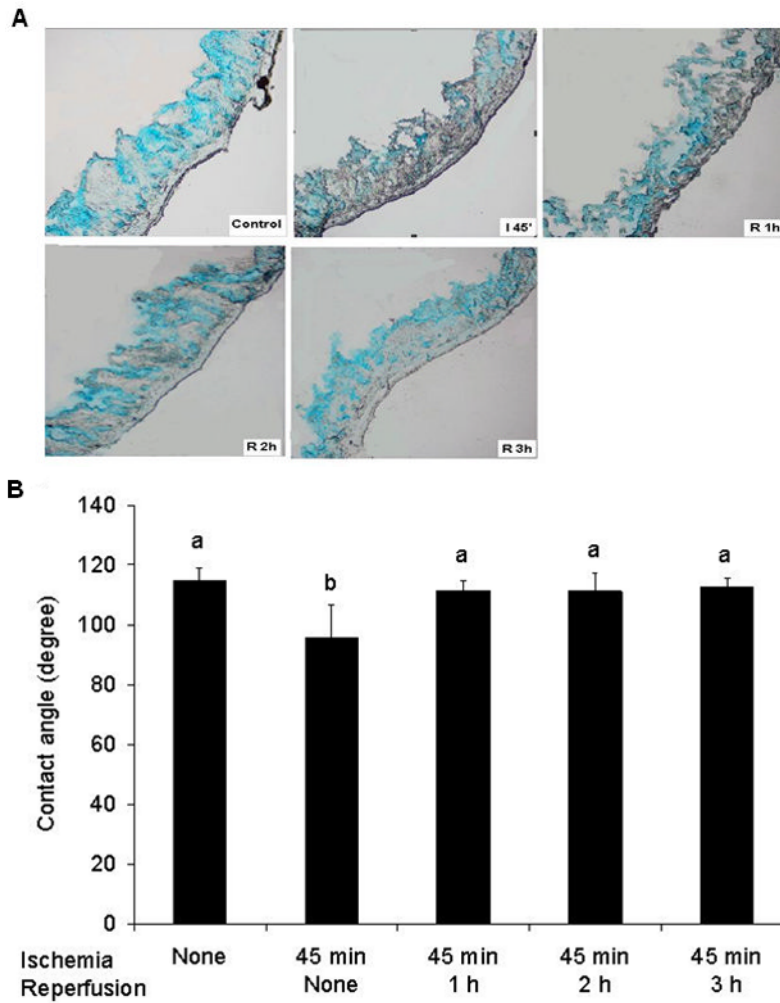 A
Control
I 45'
R 1h
R 2h
R 3h
B
Contact angle (degree)
140
120
100
80
60
40
20
0
a
b
a
a
a
Ischemia None 45 min 45 min 45 min 45 min
Reperfusion None 1 h 2 h 3 h